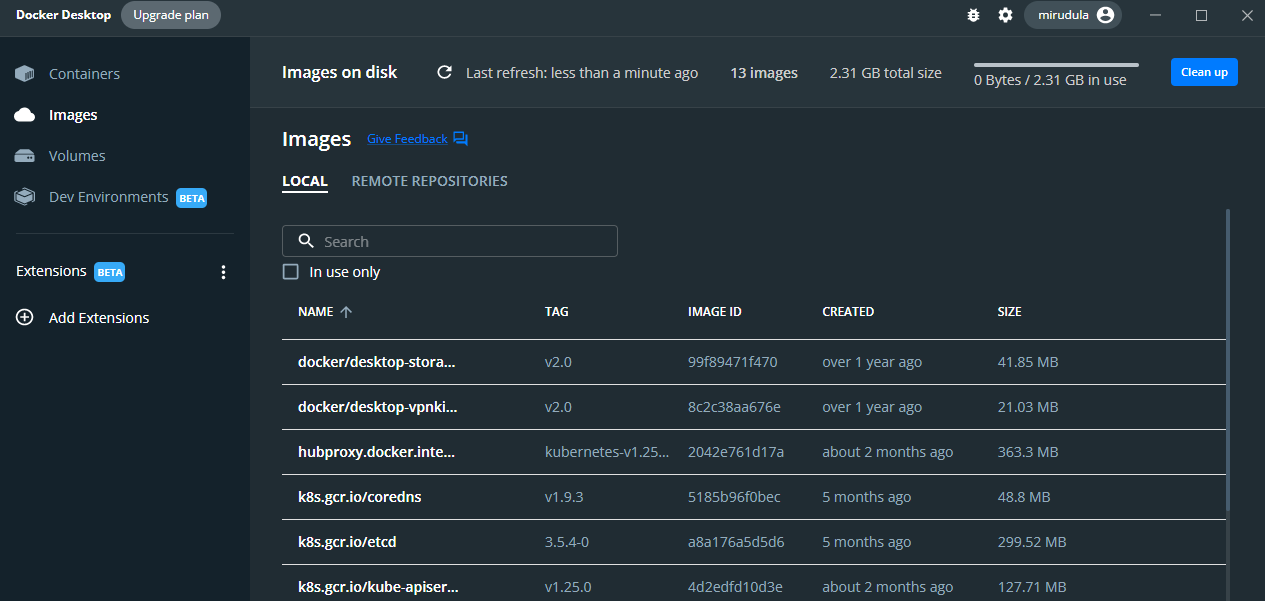 Docker Desktop Upgrade plan mirudula
Containers
Images
Volumes
Dev Environments BETA
Extensions BETA
Add Extensions
Images on disk Last refresh: less than a minute ago 13 images 2.31 GB total size 0 Bytes / 2.31 GB in use Clean up
Images Give Feedback
LOCAL REMOTE REPOSITORIES
Search
In use only
NAME TAG IMAGE ID CREATED SIZE
docker/desktop-stora... v2.0 99f89471f470 over 1 year ago 41.85 MB
docker/desktop-vpnki... v2.0 8c2c38aa676e over 1 year ago 21.03 MB
hubproxy.docker.inte... kubernetes-v1.25... 2042e761d17a about 2 months ago 363.3 MB
k8s.gcr.io/coredns v1.9.3 5185b96f0bec 5 months ago 48.8 MB
k8s.gcr.io/etcd 3.5.4-0 a8a176a5d5d6 5 months ago 299.52 MB
k8s.gcr.io/kube-apiser... v1.25.0 4d2edfd10d3e about 2 months ago 127.71 MB